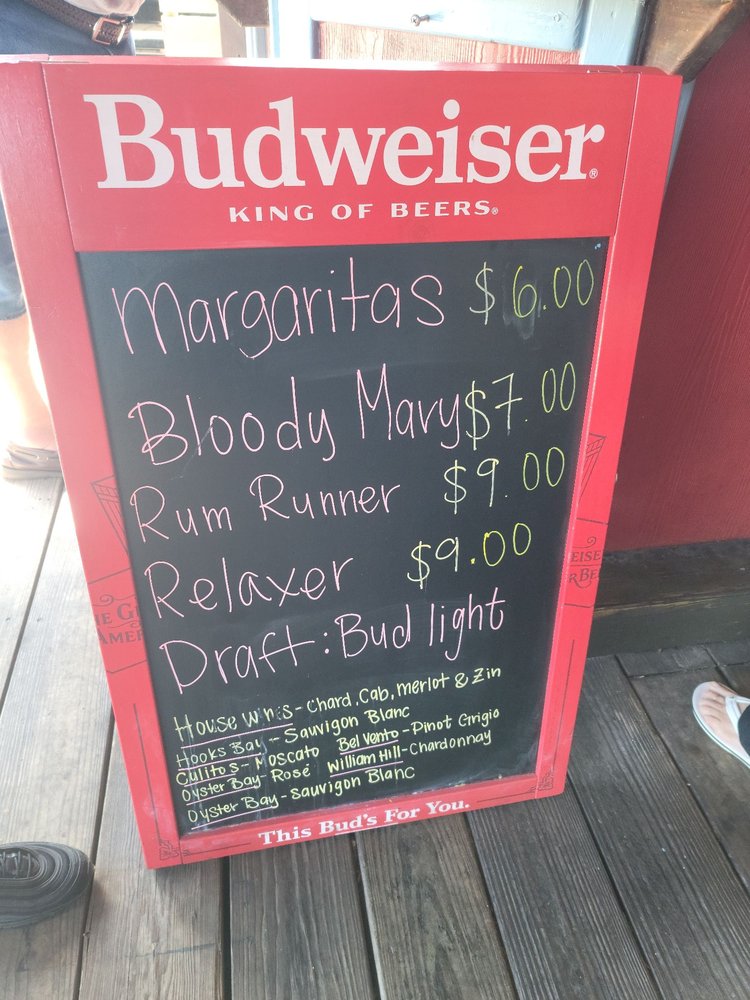 Budweiser®
KING OF BEERS®
Margaritas $6.00
Bloody Mary $7.00
Rum Runner $9.00
Relaxer $9.00
Draft: Bud light
House wines - Chard, Cab, merlot & Zin
Hooks Bay - Sauvigon Blanc
Culitos - Moscato Bel Vento - Pinot Grigio
Oyster Bay - Rosé William Hill - Chardonnay
Oyster Bay - Sauvigon Blanc
This Bud's For You.